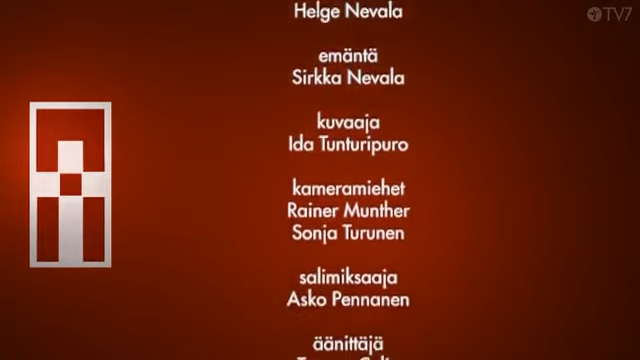 TV7
Helge Nevala
emäntä
Sirkka Nevala
kuvaaja
Ida Tunturipuro
kameramiehet
Rainer Munther
Sonja Turunen
salimiksaaja
Asko Pennanen
äänittäjä